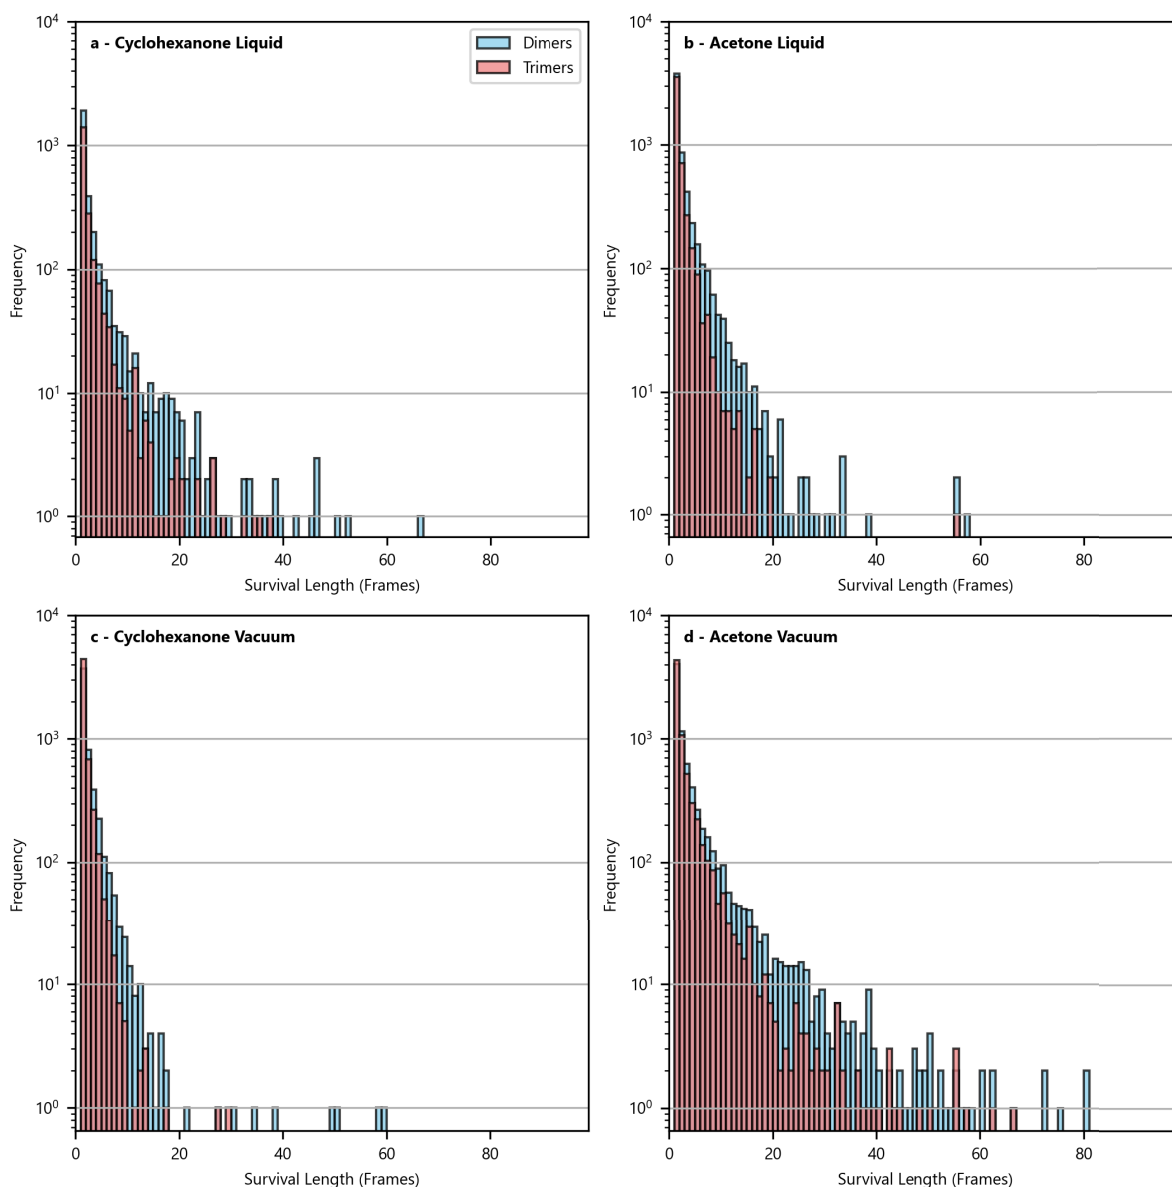 a - Cyclohexanone Liquid
Dimers
Trimers
10⁴
10³
10²
10¹
10⁰
Frequency
0 20 40 60 80
Survival Length (Frames)
b - Acetone Liquid
10⁴
10³
10²
10¹
10⁰
Frequency
0 20 40 60 80
Survival Length (Frames)
c - Cyclohexanone Vacuum
10⁴
10³
10²
10¹
10⁰
Frequency
0 20 40 60 80
Survival Length (Frames)
d - Acetone Vacuum
10⁴
10³
10²
10¹
10⁰
Frequency
0 20 40 60 80
Survival Length (Frames)